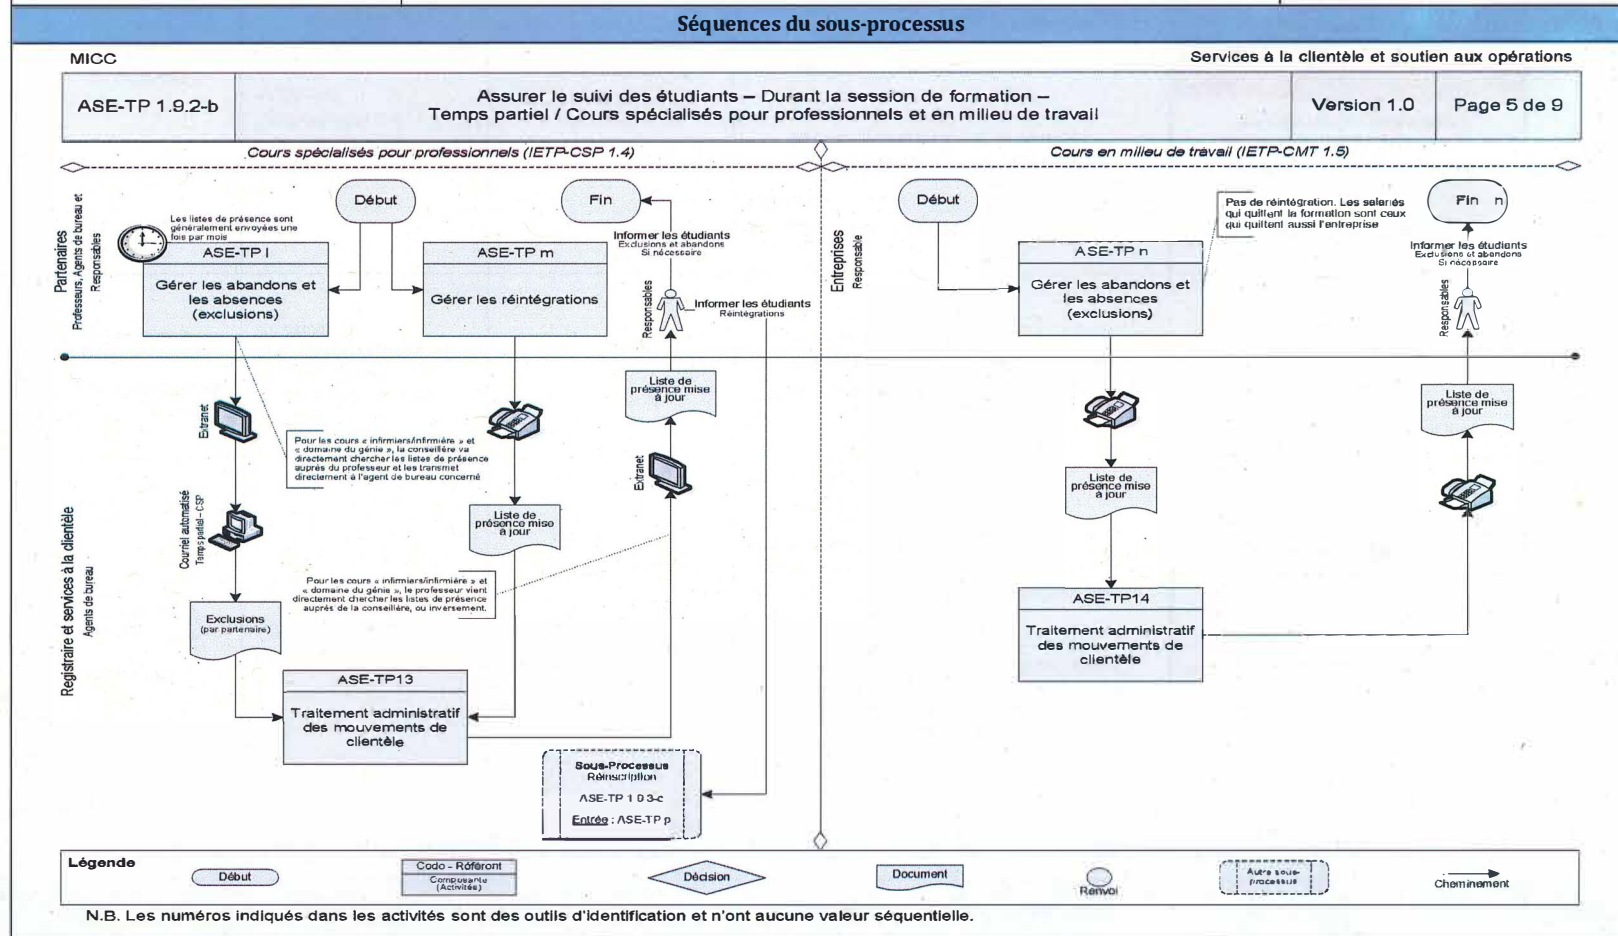 Séquences du sous-processus
MICC
Services à la clientèle et soutien aux opérations
ASE-TP 1.9.2-b
Assurer le suivi des étudiants – Durant la session de formation –
Temps partiel / Cours spécialisés pour professionnels et en milieu de travail
Version 1.0
Page 5 de 9
Cours spécialisés pour professionnels (IETP-CSP 1.4)
Cours en milieu de travail (IETP-CMT 1.5)
Partenaires
Professeurs, Agents de bureau et
Responsables
Les listes de présence sont
généralement envoyées une
fois par mois
Début
Fin
ASE-TP l
Gérer les abandons et
les absences
(exclusions)
ASE-TP m
Gérer les réintégrations
Informer les étudiants
Exclusions et abandons
Si nécessaire
Responsables
Informer les étudiants
Réintégrations
Entreprises
Responsable
Début
ASE-TP n
Gérer les abandons et
les absences
(exclusions)
Pas de réintégration. Les salariés
qui quittent la formation sont ceux
qui quittent aussi l'entreprise
Fin n
Informer les étudiants
Exclusions et abandons
Si nécessaire
Responsables
Registraire et services à la clientèle
Agents de bureau
Extranet
Pour les cours « infirmiers/infirmière » et
« domaine du génie », la conseillère va
directement chercher les listes de présence
auprès du professeur et les transmet
directement à l'agent de bureau concerné
Courriel automatisé
Temps partiel – CSP
Exclusions
(par partenaire)
Liste de
présence mise
à jour
Pour les cours « infirmiers/infirmière » et
« domaine du génie », le professeur vient
directement chercher les listes de présence
auprès de la conseillère, ou inversement.
ASE-TP13
Traitement administratif
des mouvements de
clientèle
Liste de
présence mise
à jour
Extranet
Sous-Processus
Réinscription
ASE-TP 1 9 3-c
Entrée : ASE-TP p
Liste de
présence mise
à jour
ASE-TP14
Traitement administratif
des mouvements de
clientèle
Liste de
présence mise
à jour
Légende
Début
Code - Référent
Composante
(Activités)
Décision
Document
Renvoi
Autre sous-
processus
Cheminement
N.B. Les numéros indiqués dans les activités sont des outils d'identification et n'ont aucune valeur séquentielle.